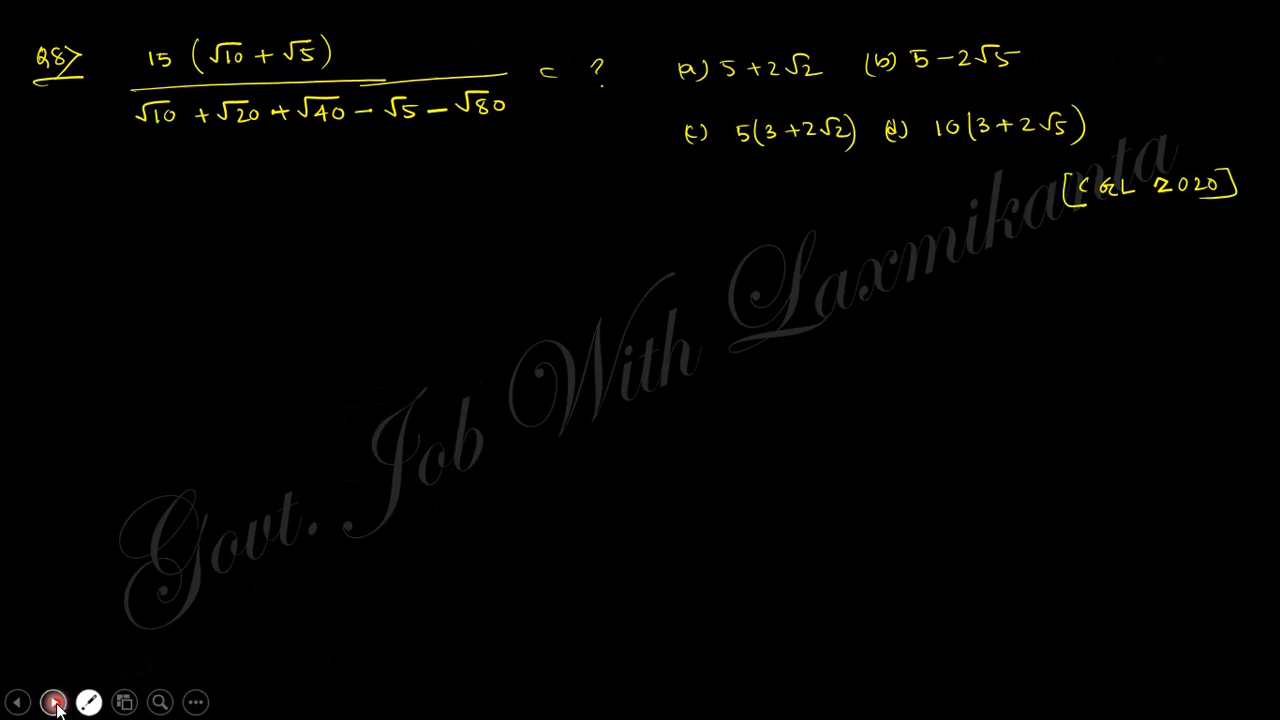 Q8> 15 (√10 + √5) / √10 + √20 + √40 - √5 - √80 = ?
(a) 5 + 2√2 (b) 5 - 2√5
(c) 5(3 + 2√2) (d) 10(3 + 2√5)
[CGL 2020]
Govt. Job With Laxmikanta